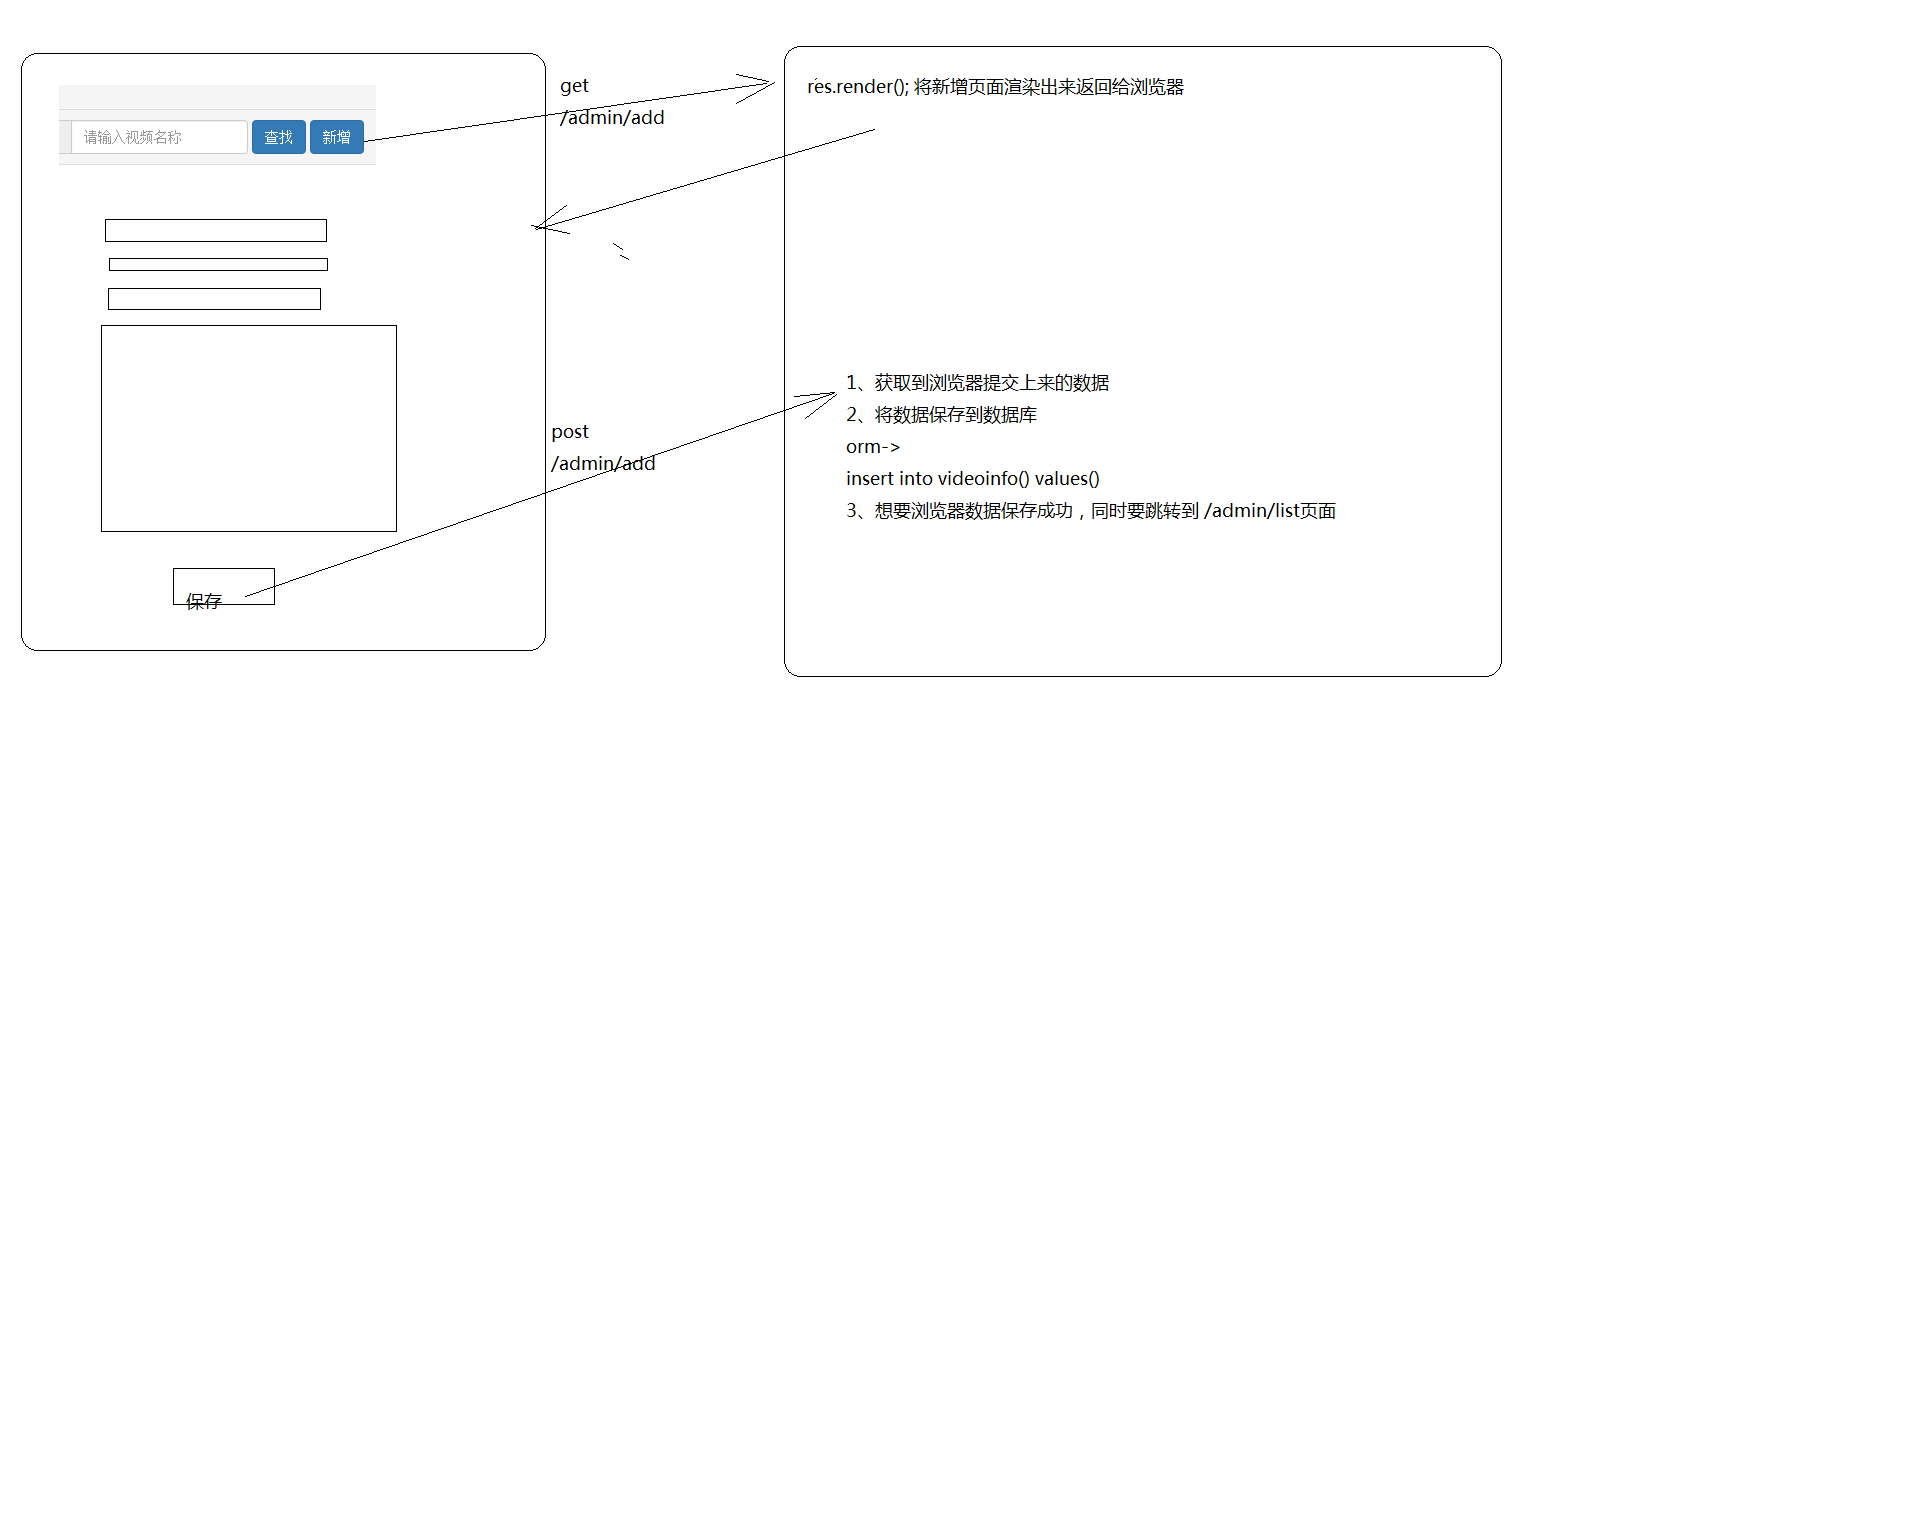 请输入视频名称 查找 新增
保存
get
/admin/add
post
/admin/add
res.render(); 将新增页面渲染出来返回给浏览器
1、获取到浏览器提交上来的数据
2、将数据保存到数据库
orm->
insert into videoinfo() values()
3、想要浏览器数据保存成功，同时要跳转到 /admin/list页面